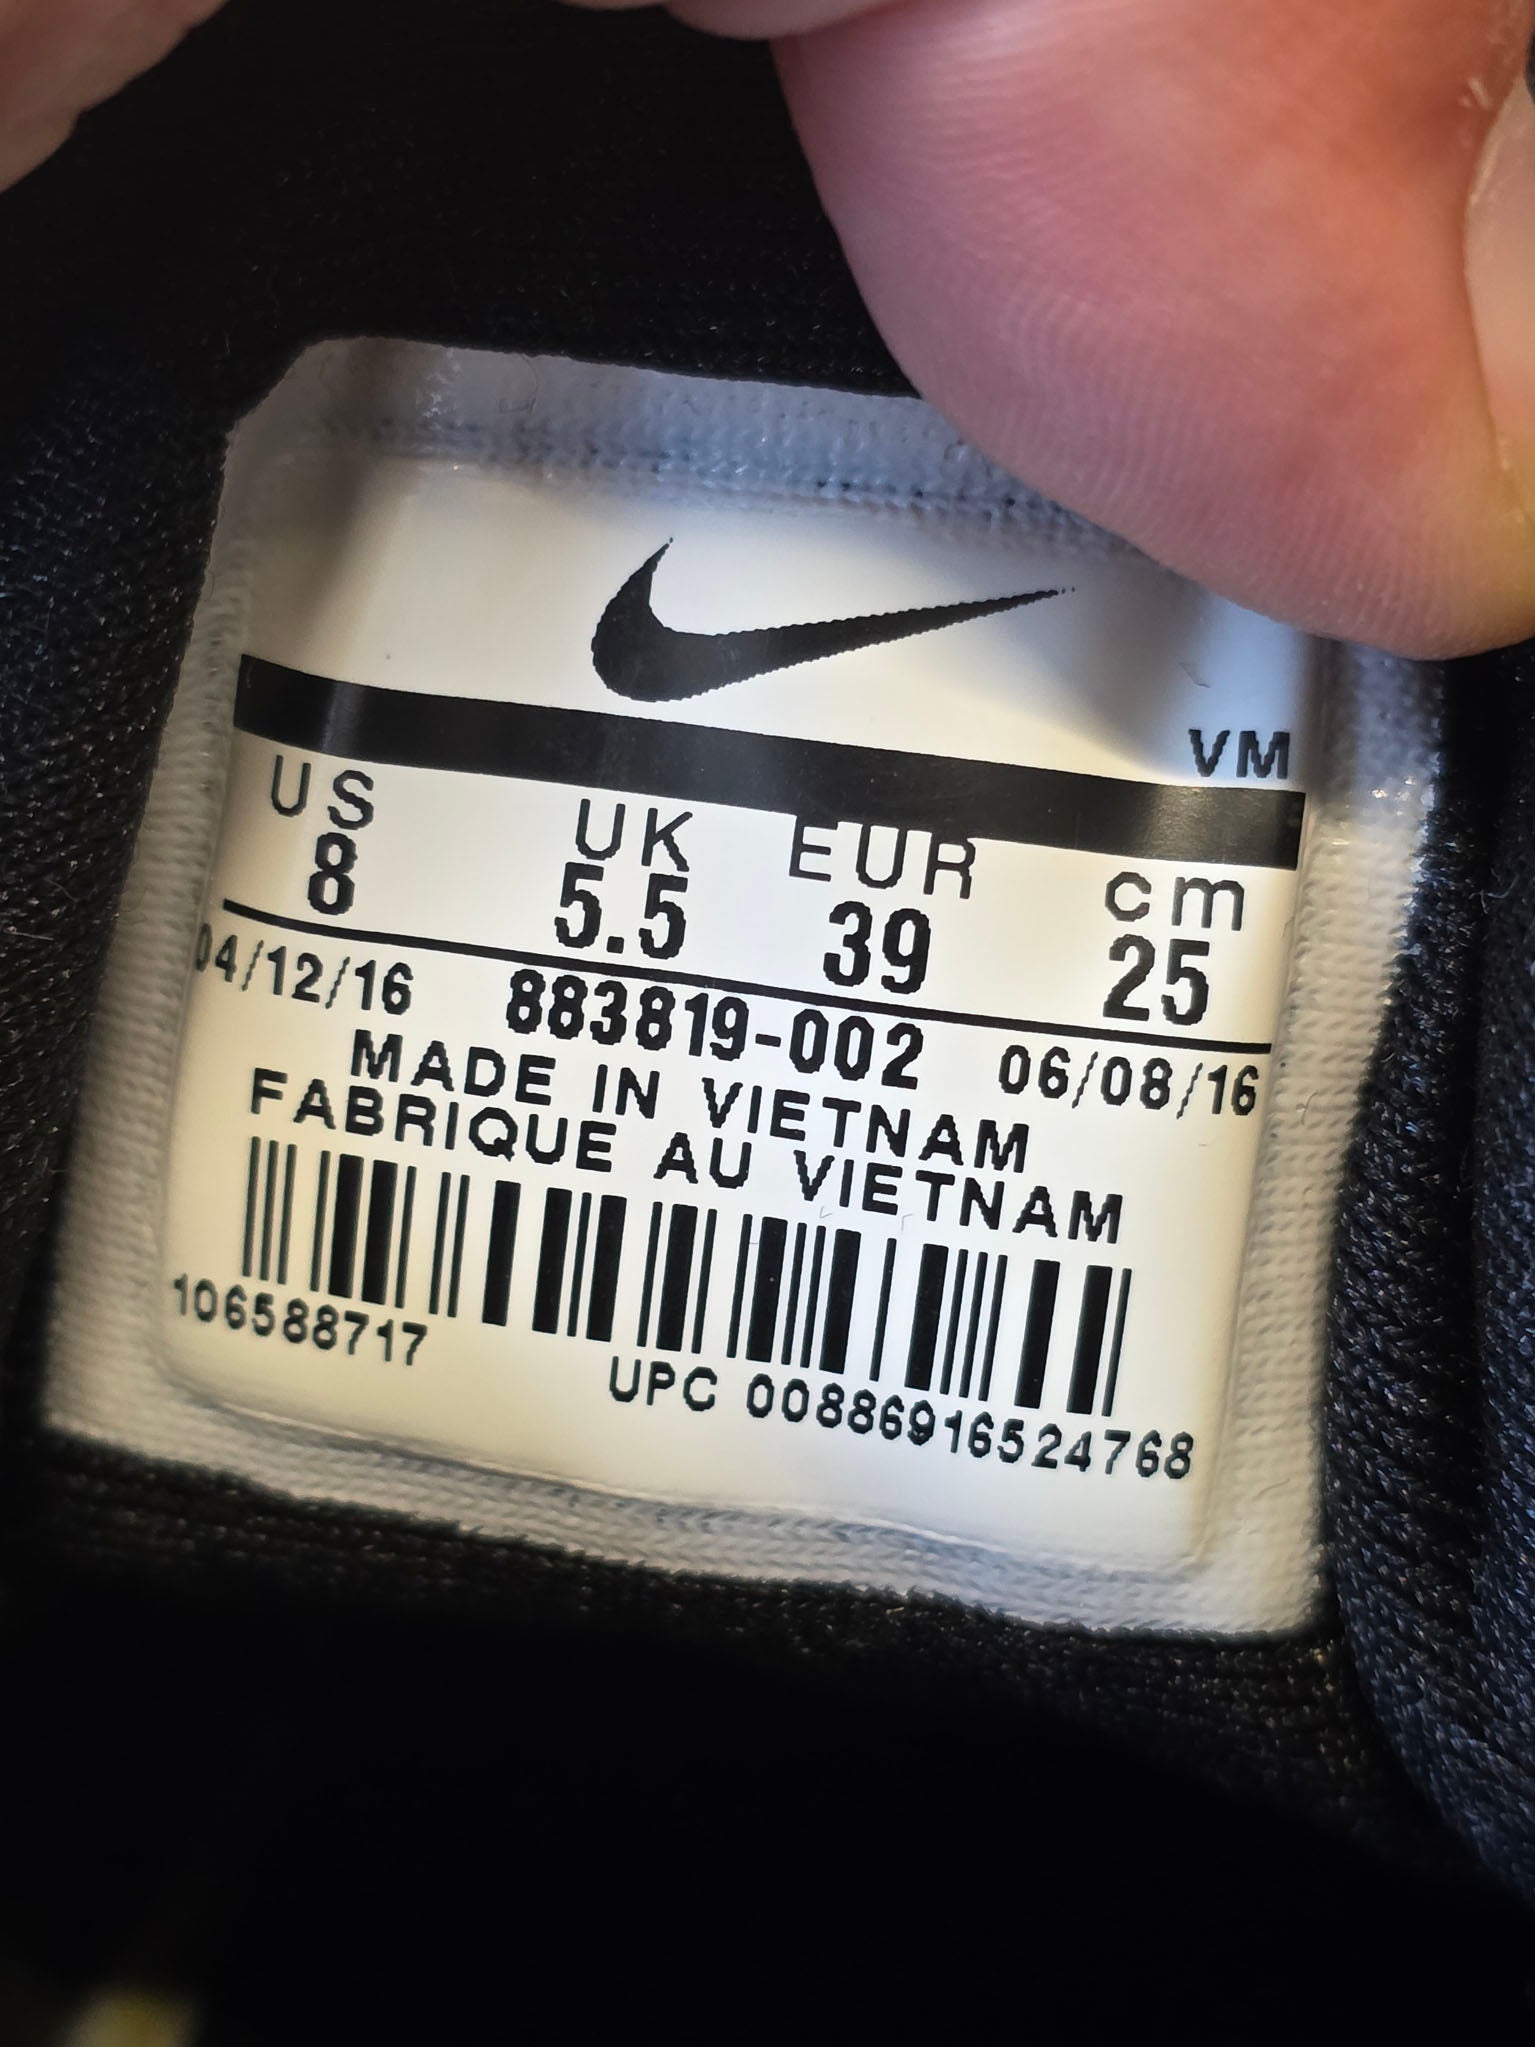 VM
US UK EUR cm
8 5.5 39 25
04/12/16 883819-002 06/08/16
MADE IN VIETNAM
FABRIQUE AU VIETNAM
106588717
UPC 00886916524768